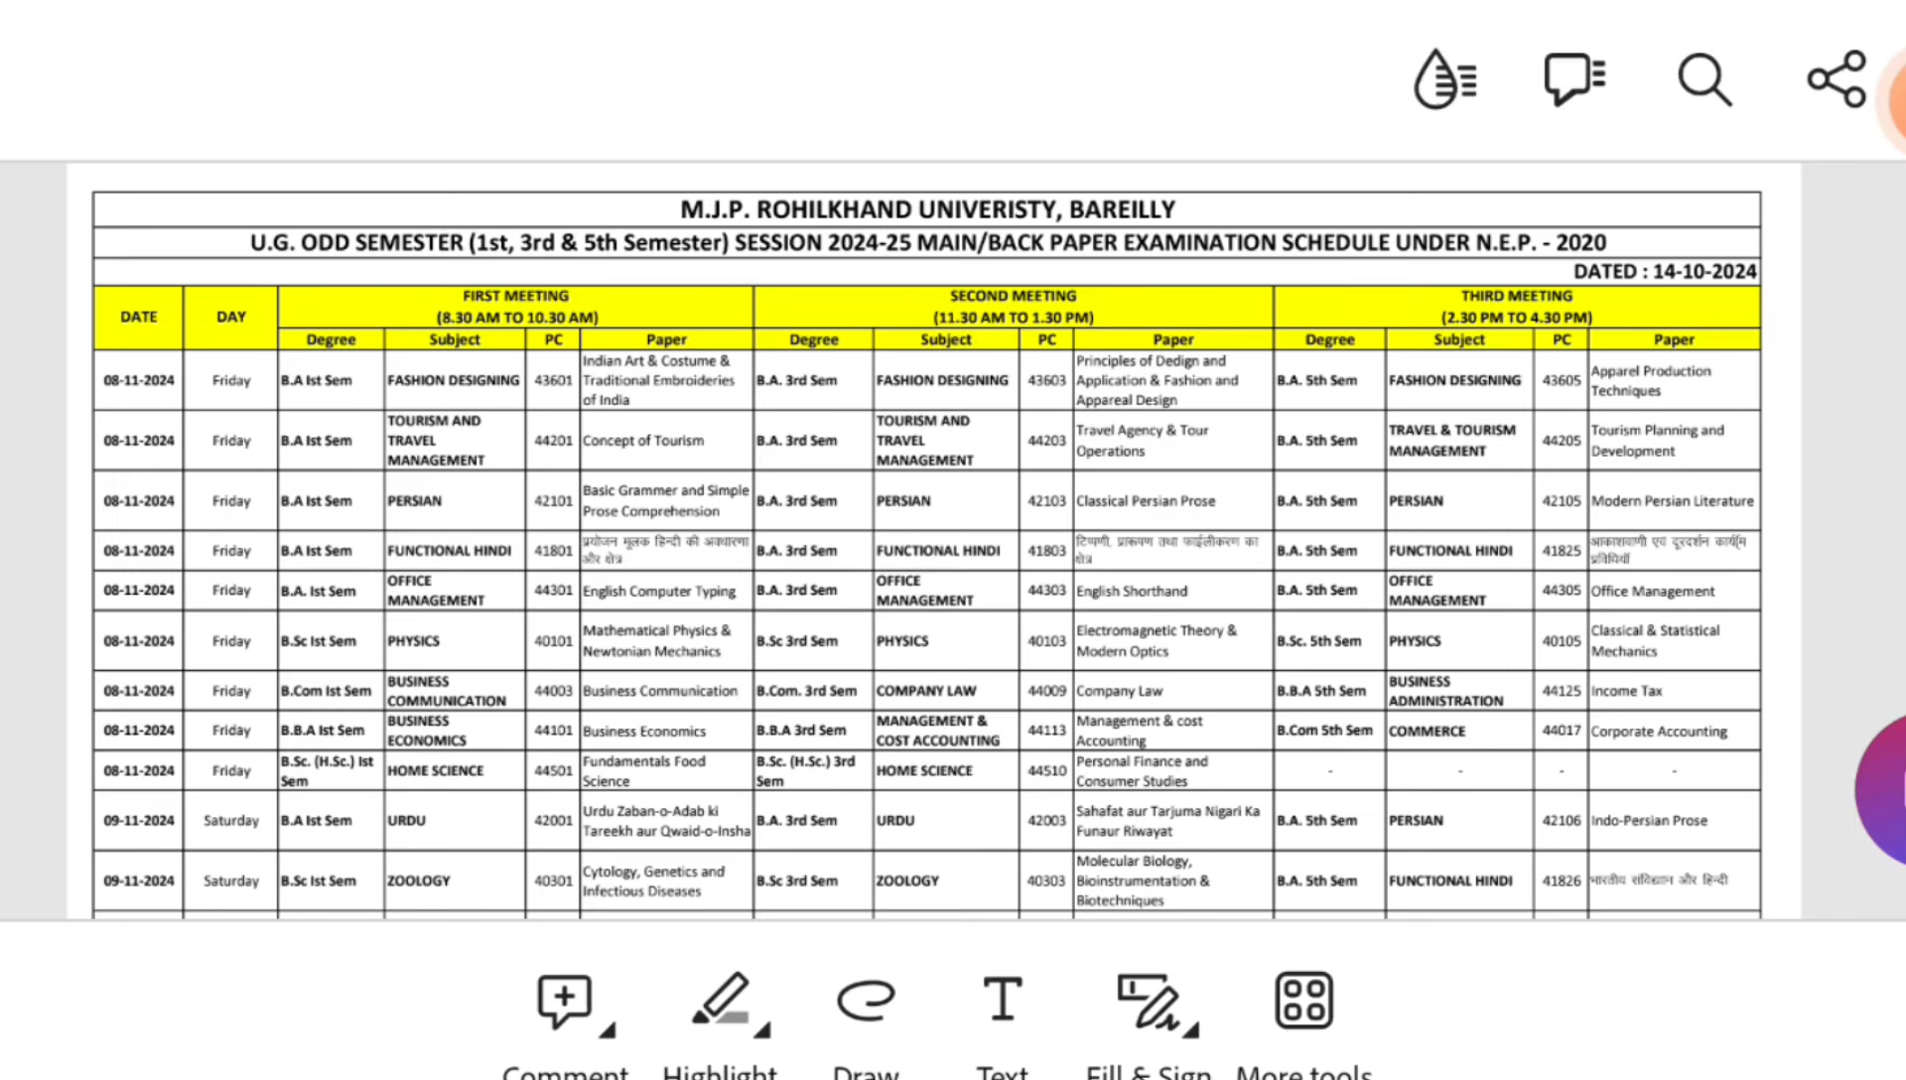 M.J.P. ROHILKHAND UNIVERISTY, BAREILLY
U.G. ODD SEMESTER (1st, 3rd & 5th Semester) SESSION 2024-25 MAIN/BACK PAPER EXAMINATION SCHEDULE UNDER N.E.P. - 2020
DATED : 14-10-2024
DATE DAY FIRST MEETING (8.30 AM TO 10.30 AM) SECOND MEETING (11.30 AM TO 1.30 PM) THIRD MEETING (2.30 PM TO 4.30 PM)
Degree Subject PC Paper Degree Subject PC Paper Degree Subject PC Paper
08-11-2024 Friday B.A Ist Sem FASHION DESIGNING 43601 Indian Art & Costume & Traditional Embroideries of India B.A. 3rd Sem FASHION DESIGNING 43603 Principles of Dedign and Application & Fashion and Appareal Design B.A. 5th Sem FASHION DESIGNING 43605 Apparel Production Techniques
08-11-2024 Friday B.A Ist Sem TOURISM AND TRAVEL MANAGEMENT 44201 Concept of Tourism B.A. 3rd Sem TOURISM AND TRAVEL MANAGEMENT 44203 Travel Agency & Tour Operations B.A. 5th Sem TRAVEL & TOURISM MANAGEMENT 44205 Tourism Planning and Development
08-11-2024 Friday B.A Ist Sem PERSIAN 42101 Basic Grammer and Simple Prose Comprehension B.A. 3rd Sem PERSIAN 42103 Classical Persian Prose B.A. 5th Sem PERSIAN 42105 Modern Persian Literature
08-11-2024 Friday B.A Ist Sem FUNCTIONAL HINDI 41801 प्रयोजन मूलक हिन्दी की अवधारणा और क्षेत्र B.A. 3rd Sem FUNCTIONAL HINDI 41803 टिप्पणी, प्रारूपण तथा फाईलीकरण का क्षेत्र B.A. 5th Sem FUNCTIONAL HINDI 41825 आकाशवाणी एवं दूरदर्शन
08-11-2024 Friday B.A. Ist Sem OFFICE MANAGEMENT 44301 English Computer Typing B.A. 3rd Sem OFFICE MANAGEMENT 44303 English Shorthand B.A. 5th Sem OFFICE MANAGEMENT 44305 Office Management
08-11-2024 Friday B.Sc Ist Sem PHYSICS 40101 Mathematical Physics & Newtonian Mechanics B.Sc 3rd Sem PHYSICS 40103 Electromagnetic Theory & Modern Optics B.Sc. 5th Sem PHYSICS 40105 Classical & Statistical Mechanics
08-11-2024 Friday B.Com Ist Sem BUSINESS COMMUNICATION 44003 Business Communication B.Com. 3rd Sem COMPANY LAW 44009 Company Law B.B.A 5th Sem BUSINESS ADMINISTRATION 44125 Income Tax
08-11-2024 Friday B.B.A Ist Sem BUSINESS ECONOMICS 44101 Business Economics B.B.A 3rd Sem MANAGEMENT & COST ACCOUNTING 44113 Management & cost Accounting B.Com 5th Sem COMMERCE 44017 Corporate Accounting
08-11-2024 Friday B.Sc. (H.Sc.) Ist Sem HOME SCIENCE 44501 Fundamentals Food Science B.Sc. (H.Sc.) 3rd Sem HOME SCIENCE 44510 Personal Finance and Consumer Studies - - - -
09-11-2024 Saturday B.A Ist Sem URDU 42001 Urdu Zaban-o-Adab ki Tareekh aur Qwaid-o-Insha B.A. 3rd Sem URDU 42003 Sahafat aur Tarjuma Nigari Ka Funaur Riwayat B.A. 5th Sem PERSIAN 42106 Indo-Persian Prose
09-11-2024 Saturday B.Sc Ist Sem ZOOLOGY 40301 Cytology, Genetics and Infectious Diseases B.Sc 3rd Sem ZOOLOGY 40303 Molecular Biology, Bioinstrumentation & Biotechniques B.A. 5th Sem FUNCTIONAL HINDI 41826 भारतीय संविधान और हिन्दी
Comment Highlight Draw Text Fill & Sign More tools